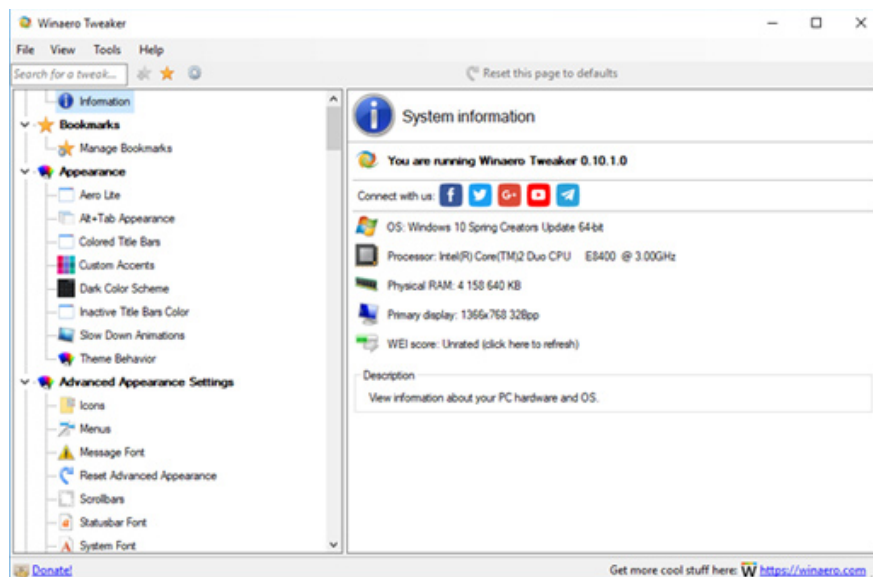 Winaero Tweaker
File View Tools Help
Search for a tweak...
Reset this page to defaults
Information
Bookmarks
Manage Bookmarks
Appearance
Aero Lite
Alt+Tab Appearance
Colored Title Bars
Custom Accents
Dark Color Scheme
Inactive Title Bars Color
Slow Down Animations
Theme Behavior
Advanced Appearance Settings
Icons
Menus
Message Font
Reset Advanced Appearance
Scrollbars
Statusbar Font
System Font
System information
You are running Winaero Tweaker 0.10.1.0
Connect with us:
OS: Windows 10 Spring Creators Update 64-bit
Processor: Intel(R) Core(TM)2 Duo CPU E8400 @ 3.00GHz
Physical RAM: 4 158 640 KB
Primary display: 1366x768 32Bpp
WEI score: Unrated (click here to refresh)
Description
View information about your PC hardware and OS.
Donate!
Get more cool stuff here: W https://winaero.com